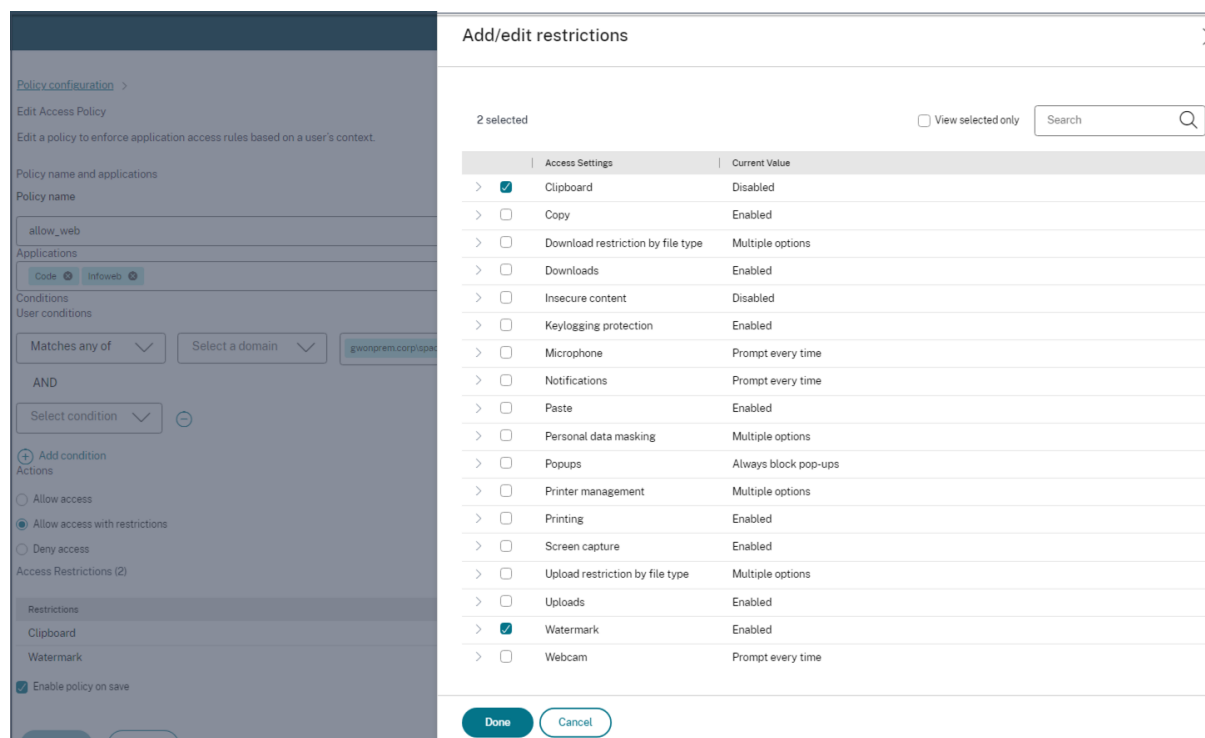 Policy configuration >
Edit Access Policy
Edit a policy to enforce application access rules based on a user's context.
Policy name and applications
Policy name
allow_web
Applications
Code Infoweb
Conditions
User conditions
Matches any of Select a domain
AND
Select condition
Add condition
Actions
Allow access
Allow access with restrictions
Deny access
Access Restrictions (2)
Restrictions
Clipboard
Watermark
Enable policy on save
Add/edit restrictions
2 selected View selected only Search
Access Settings Current Value
Clipboard Disabled
Copy Enabled
Download restriction by file type Multiple options
Downloads Enabled
Insecure content Disabled
Keylogging protection Enabled
Microphone Prompt every time
Notifications Prompt every time
Paste Enabled
Personal data masking Multiple options
Popups Always block pop-ups
Printer management Multiple options
Printing Enabled
Screen capture Enabled
Upload restriction by file type Multiple options
Uploads Enabled
Watermark Enabled
Webcam Prompt every time
Done Cancel